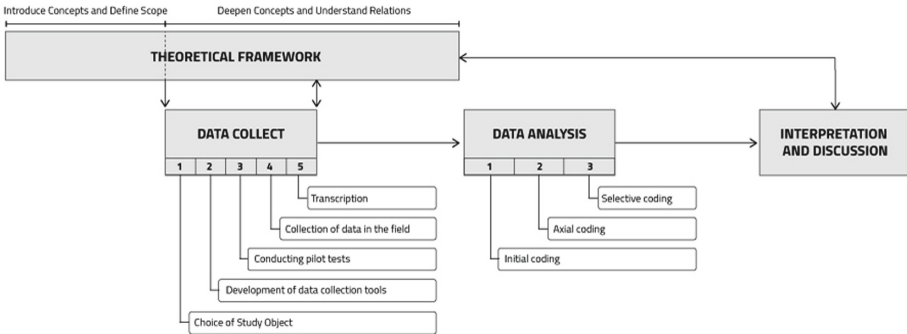 Introduce Concepts and Define Scope
Deepen Concepts and Understand Relations
THEORETICAL FRAMEWORK
DATA COLLECT
1 2 3 4 5
DATA ANALYSIS
1 2 3
INTERPRETATION
AND DISCUSSION
Transcription
Collection of data in the field
Conducting pilot tests
Development of data collection tools
Choice of Study Object
Selective coding
Axial coding
Initial coding